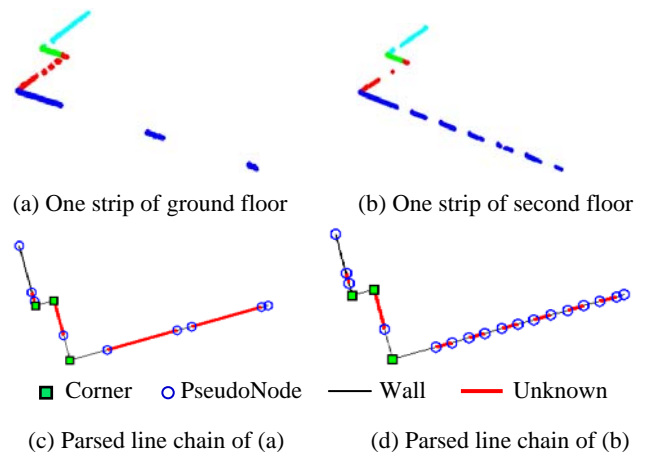 (a) One strip of ground floor
(b) One strip of second floor
Corner PseudoNode Wall Unknown
(c) Parsed line chain of (a)
(d) Parsed line chain of (b)